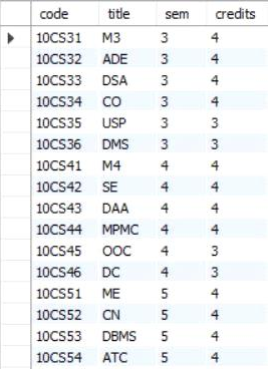 code title sem credits
10CS31 M3 3 4
10CS32 ADE 3 4
10CS33 DSA 3 4
10CS34 CO 3 4
10CS35 USP 3 3
10CS36 DMS 3 3
10CS41 M4 4 4
10CS42 SE 4 4
10CS43 DAA 4 4
10CS44 MPMC 4 4
10CS45 OOC 4 3
10CS46 DC 4 3
10CS51 ME 5 4
10CS52 CN 5 4
10CS53 DBMS 5 4
10CS54 ATC 5 4